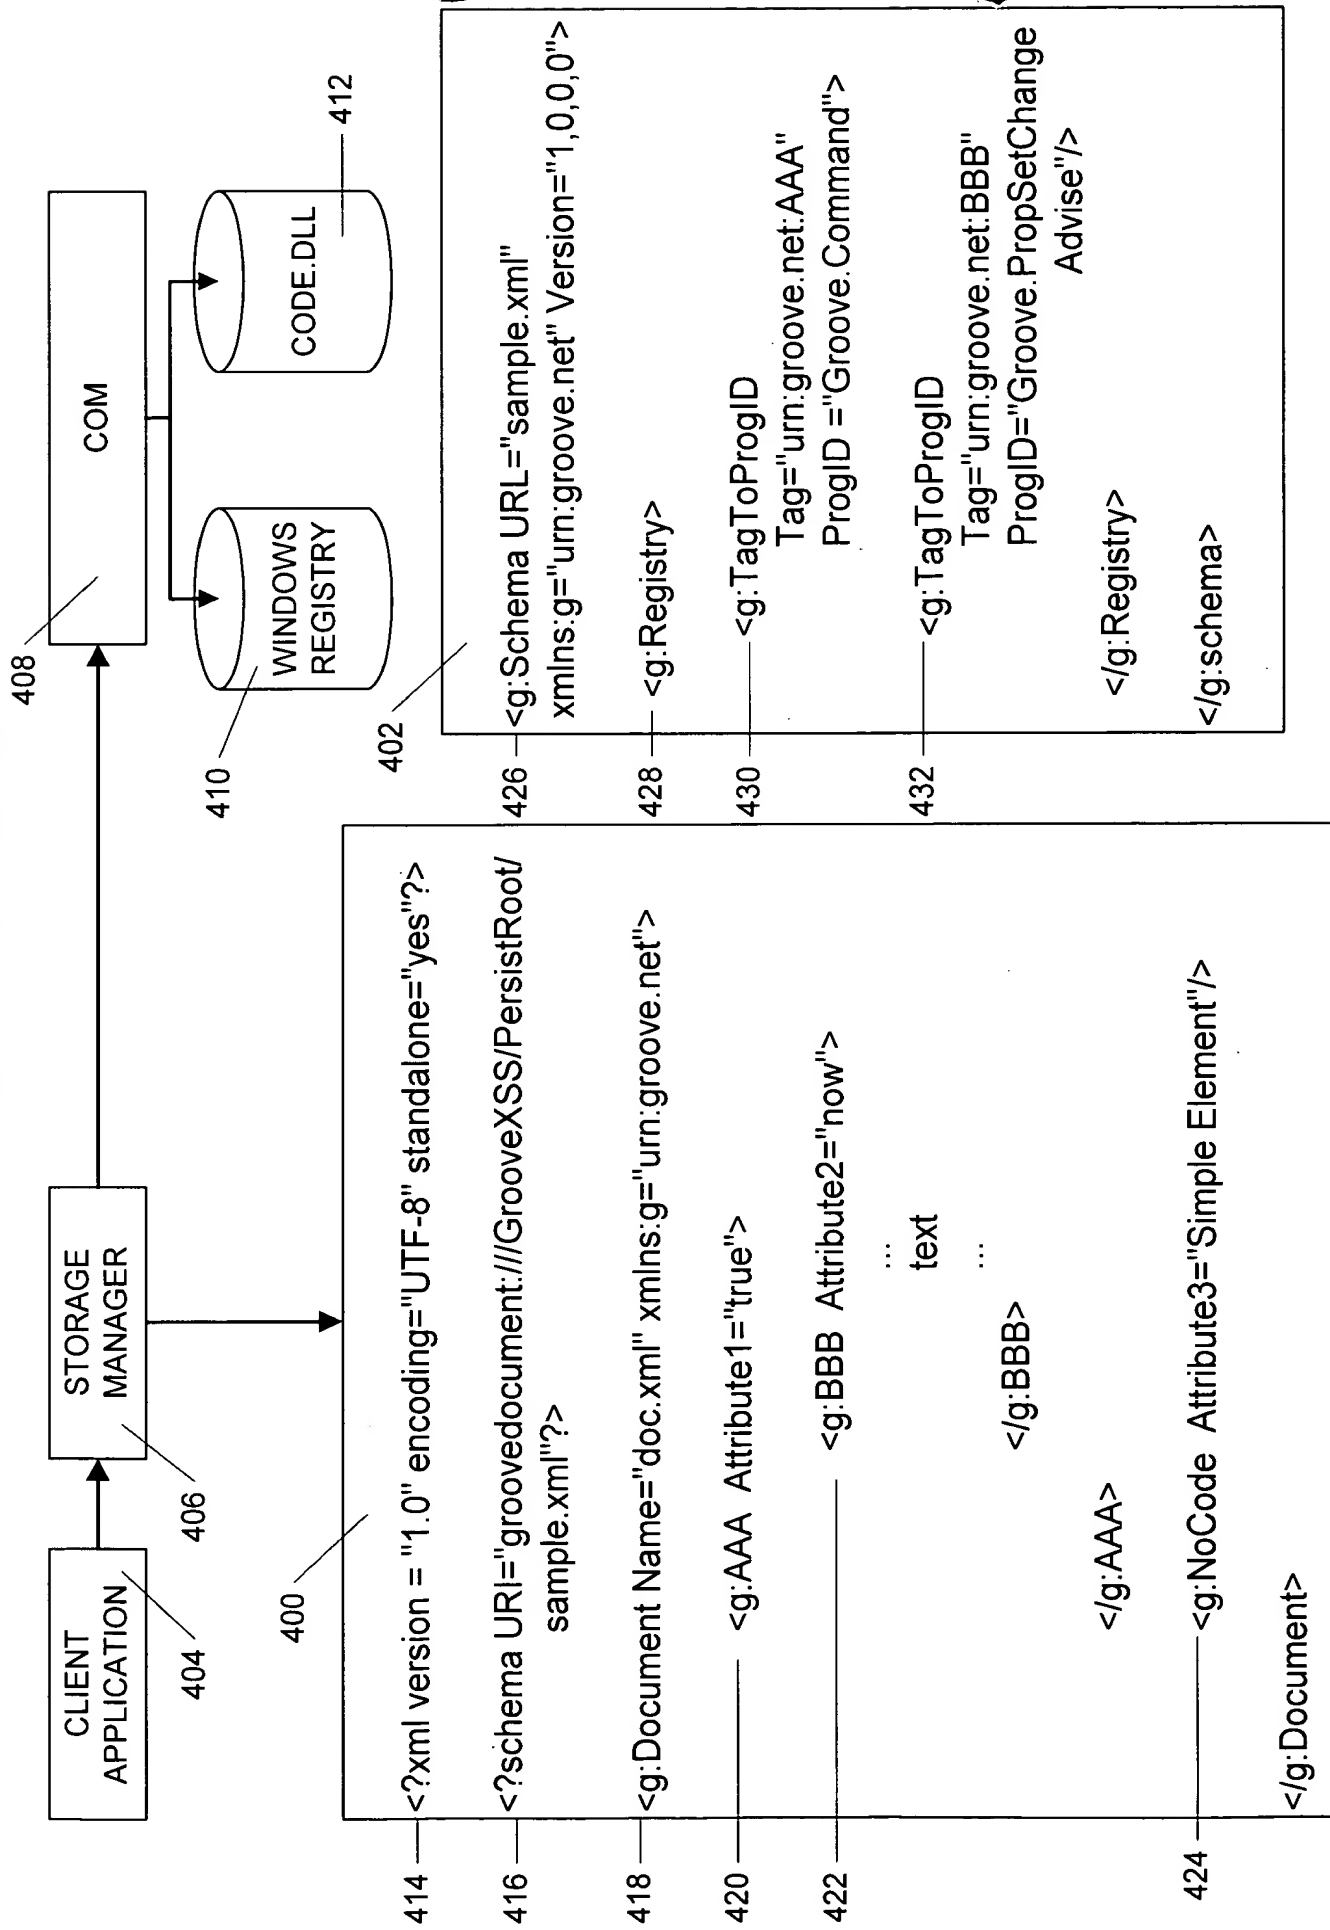 CLIENT
APPLICATION
404
STORAGE
MANAGER
406
COM
408
WINDOWS
REGISTRY
410
CODE.DLL
412
400
414
<?xml version = "1.0" encoding="UTF-8" standalone="yes"?>
416
<?schema URI="groovedocument:///GrooveXSS/PersistRoot/
sample.xml"?>
418
<g:Document Name="doc.xml" xmlns:g="urn:groove.net">
420
<g:AAA Attribute1="true">
422
<g:BBB Attribute2="now">
...
text
...
</g:BBB>
</g:AAA>
424
<g:NoCode Attribute3="Simple Element"/>
</g:Document>
402
426
<g:Schema URL="sample.xml"
xmlns:g="urn:groove.net" Version="1,0,0,0">
428
<g:Registry>
430
<g:TagToProgID
Tag="urn:groove.net:AAA"
ProgID ="Groove.Command">
432
<g:TagToProgID
Tag="urn:groove.net:BBB"
ProgID="Groove.PropSetChange
Advise"/>
</g:Registry>
</g:schema>